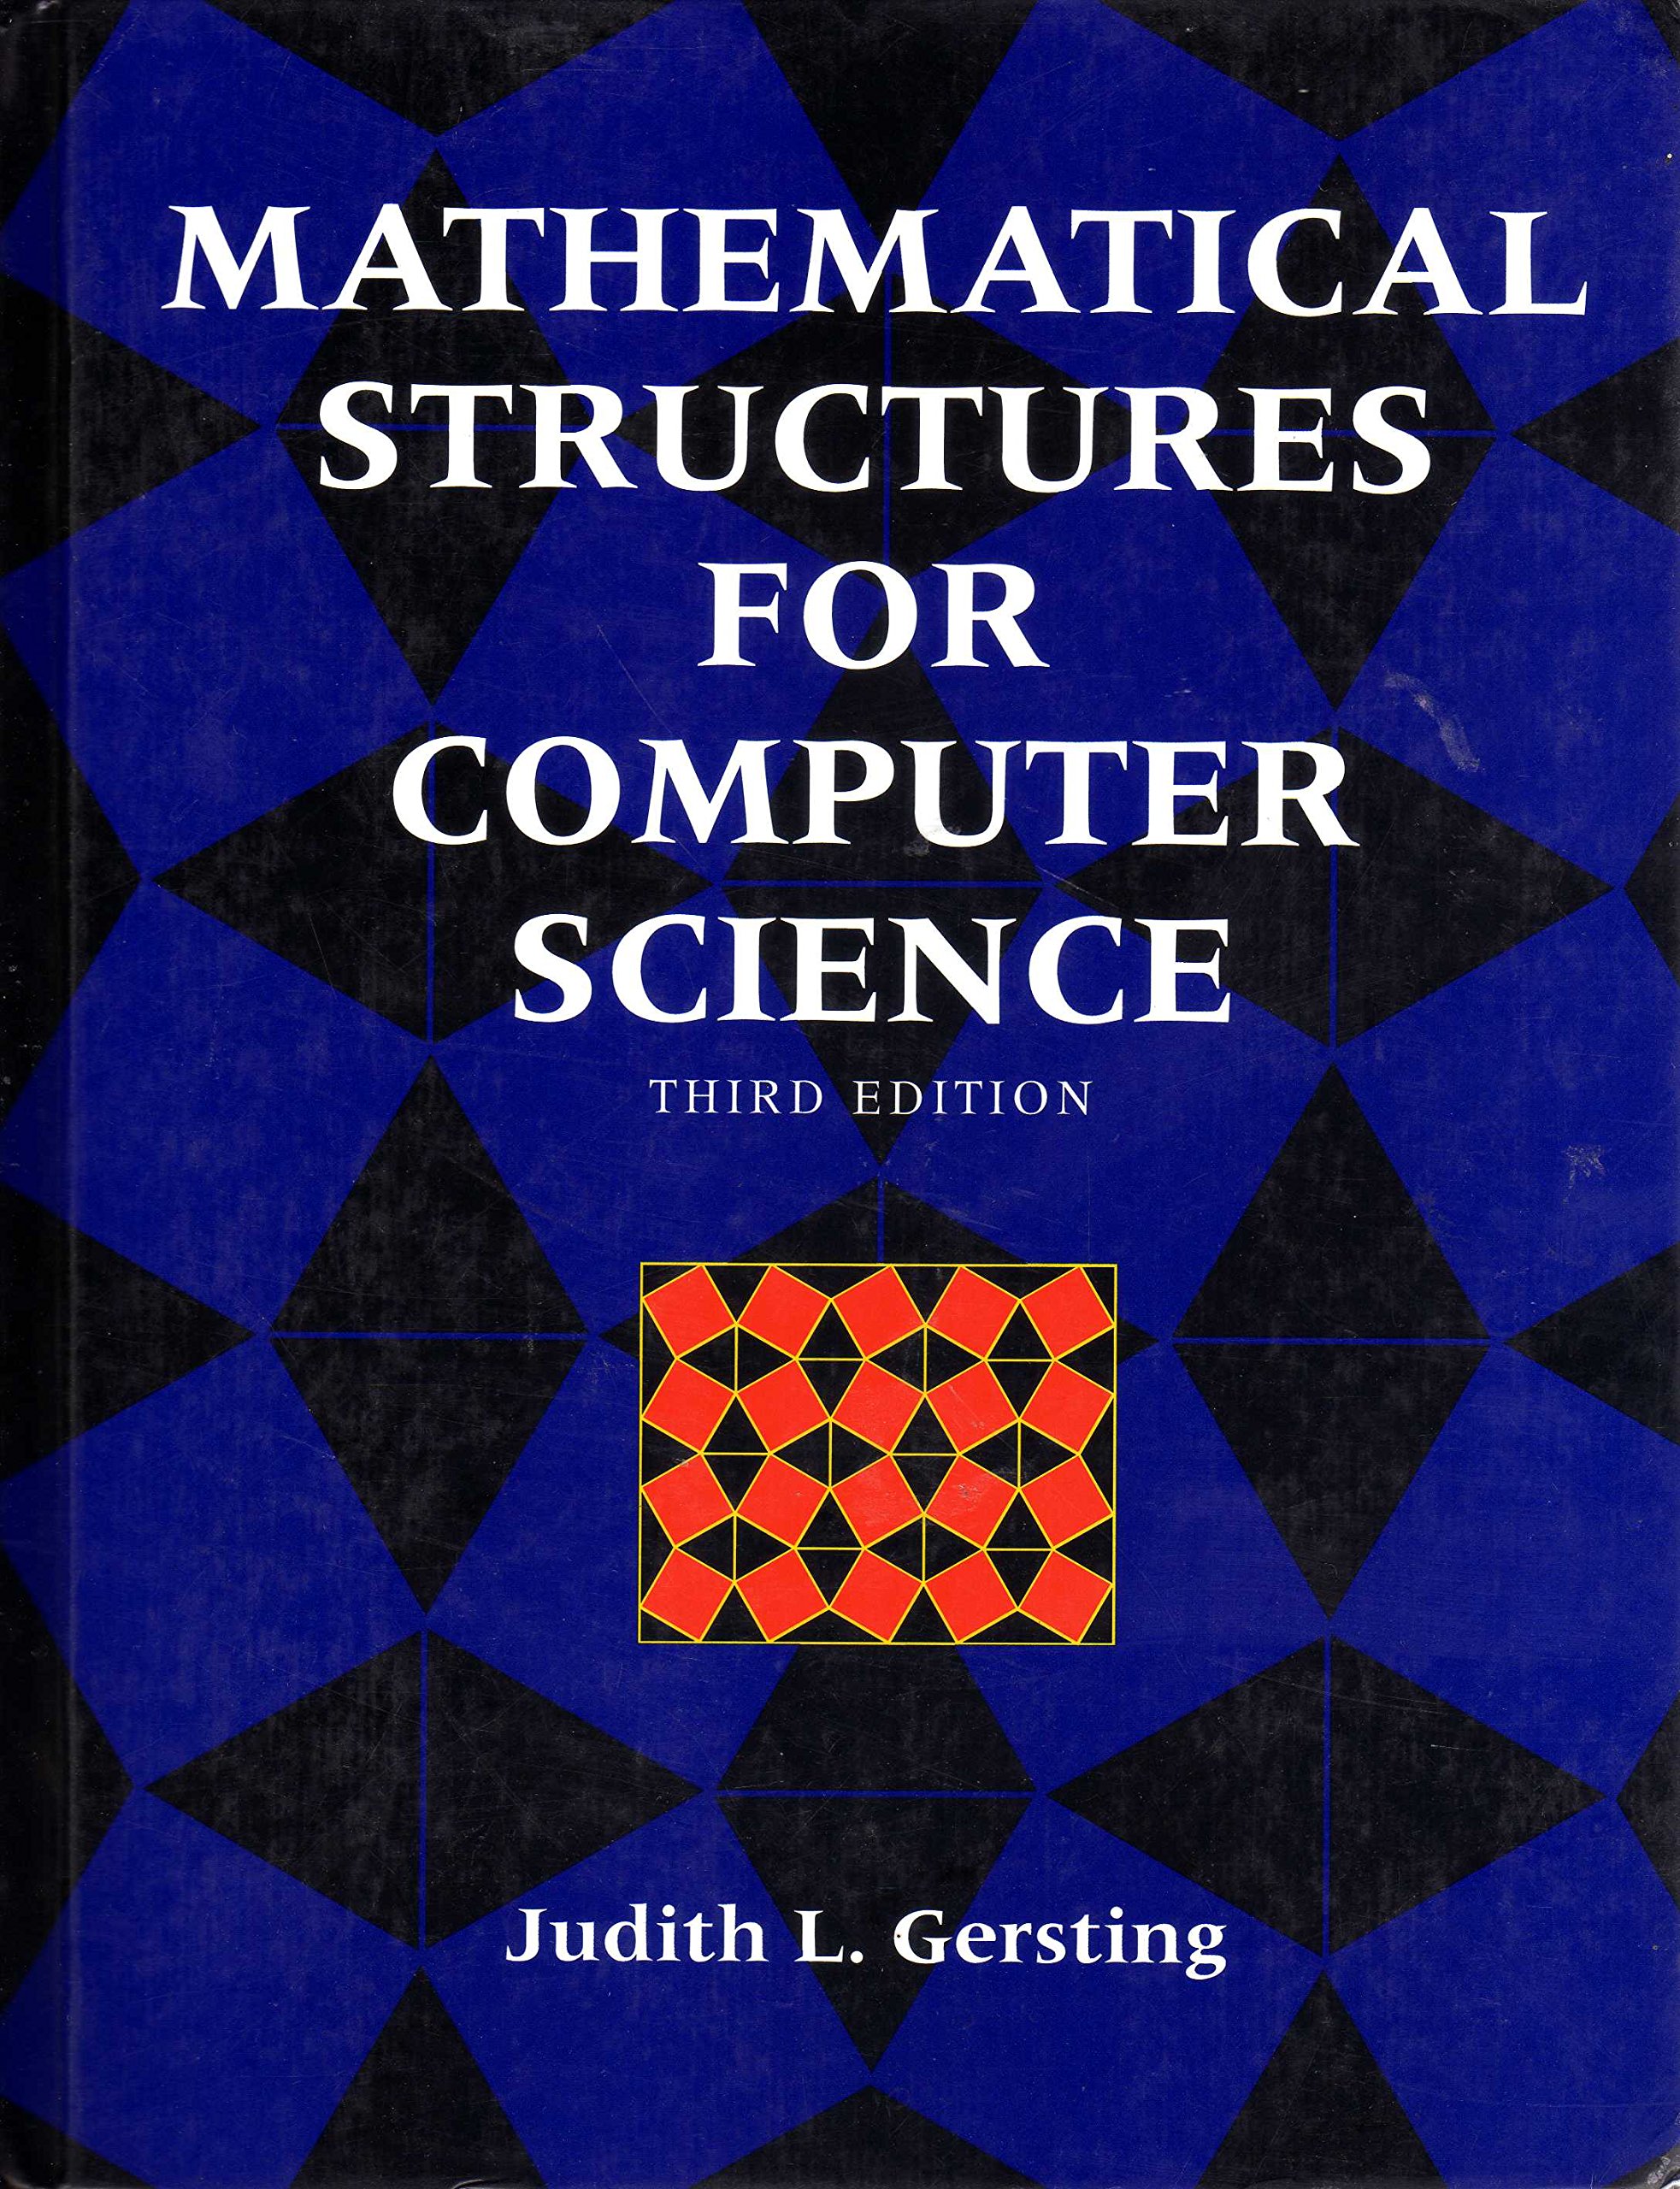 MATHEMATICAL
STRUCTURES
FOR
COMPUTER
SCIENCE
THIRD EDITION
Judith L. Gersting